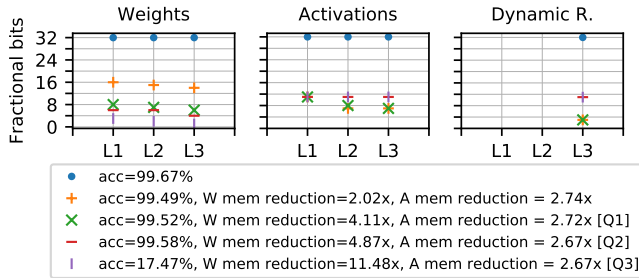 Weights Activations Dynamic R.
Fractional bits
32
24
16
8
0
L1 L2 L3 L1 L2 L3 L1 L2 L3
acc=99.67%
acc=99.49%, W mem reduction=2.02x, A mem reduction = 2.74x
acc=99.52%, W mem reduction=4.11x, A mem reduction = 2.72x [Q1]
acc=99.58%, W mem reduction=4.87x, A mem reduction = 2.67x [Q2]
acc=17.47%, W mem reduction=11.48x, A mem reduction = 2.67x [Q3]